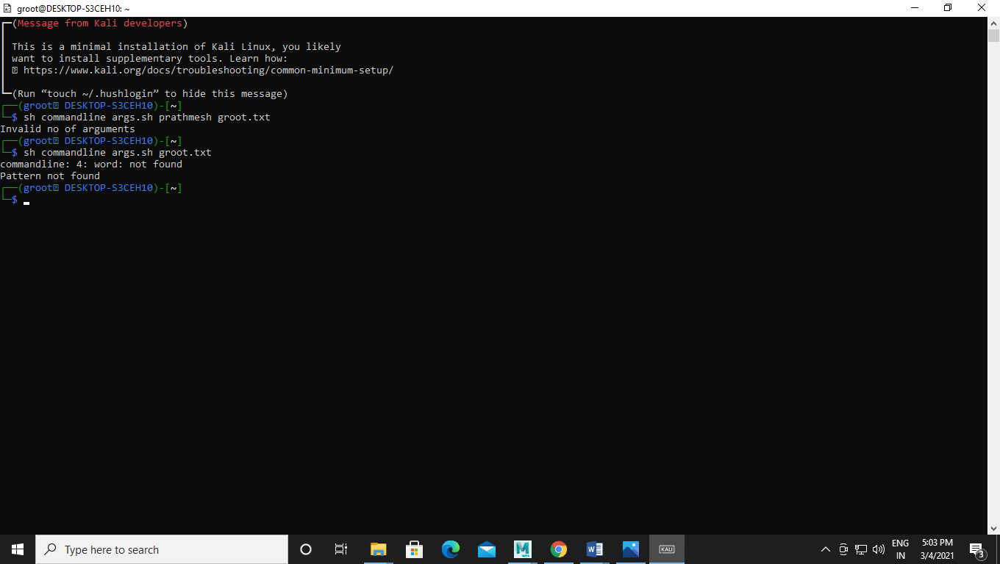 groot@DESKTOP-S3CEH10: ~
(Message from Kali developers)
This is a minimal installation of Kali Linux, you likely
want to install supplementary tools. Learn how:
https://www.kali.org/docs/troubleshooting/common-minimum-setup/
(Run “touch ~/.hushlogin” to hide this message)
(groot DESKTOP-S3CEH10)-[~]
$ sh commandline args.sh prathmesh groot.txt
Invalid no of arguments
(groot DESKTOP-S3CEH10)-[~]
$ sh commandline args.sh groot.txt
commandline: 4: word: not found
Pattern not found
(groot DESKTOP-S3CEH10)-[~]
$
Type here to search
M
W
KALI
ENG
IN
5:03 PM
3/4/2021
3